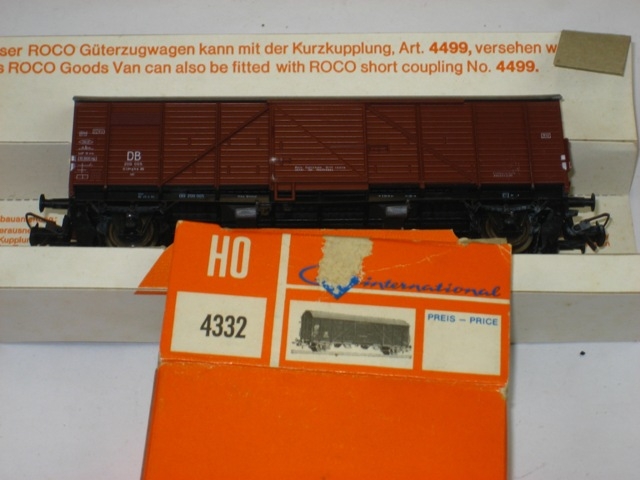 ser ROCO Güterzugwagen kann mit der Kurzkupplung, Art. 4499, versehen w
s ROCO Goods Van can also be fitted with ROCO short coupling No. 4499.
DB
HO
international
4332
PREIS – PRICE